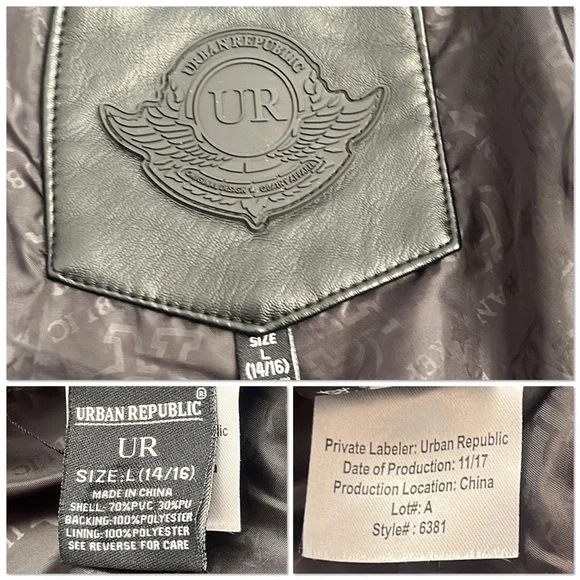 URBAN REPUBLIC
UR
ORIGINAL DESIGN & QUALITY APPAREL
SIZE
L
(14/16)
URBAN REPUBLIC®
UR
SIZE:L(14/16)
MADE IN CHINA
SHELL: 70%PVC 30%PU
BACKING:100%POLYESTER
LINING:100%POLYESTER
SEE REVERSE FOR CARE
Private Labeler: Urban Republic
Date of Production: 11/17
Production Location: China
Lot#: A
Style# : 6381